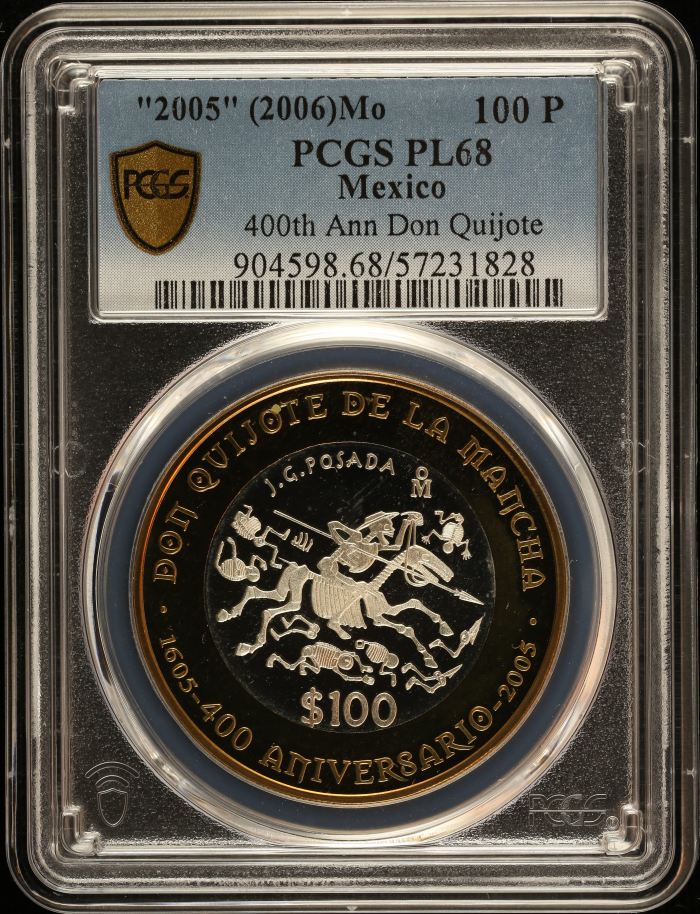 "2005" (2006)Mo 100 P
PCGS PL68
Mexico
400th Ann Don Quijote
904598.68/57231828
PCGS
· DON QUIJOTE DE LA MANCHA ·
J.G.POSADA
oM
$100
1605-400 ANIVERSARIO-2005
PCGS